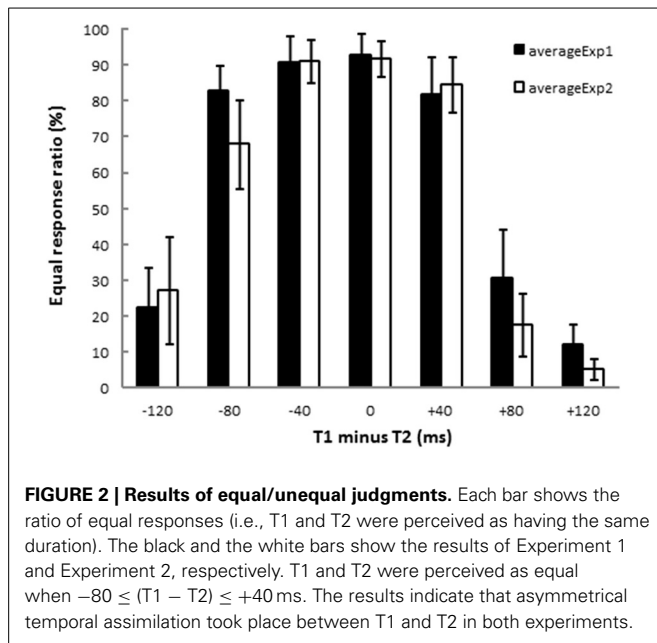 100
90
80
70
60
50
40
30
20
10
0
Equal response ratio (%)
averageExp1
averageExp2
-120 -80 -40 0 +40 +80 +120
T1 minus T2 (ms)
FIGURE 2 | Results of equal/unequal judgments. Each bar shows the
ratio of equal responses (i.e., T1 and T2 were perceived as having the same
duration). The black and the white bars show the results of Experiment 1
and Experiment 2, respectively. T1 and T2 were perceived as equal
when −80 ≤ (T1 − T2) ≤ +40 ms. The results indicate that asymmetrical
temporal assimilation took place between T1 and T2 in both experiments.